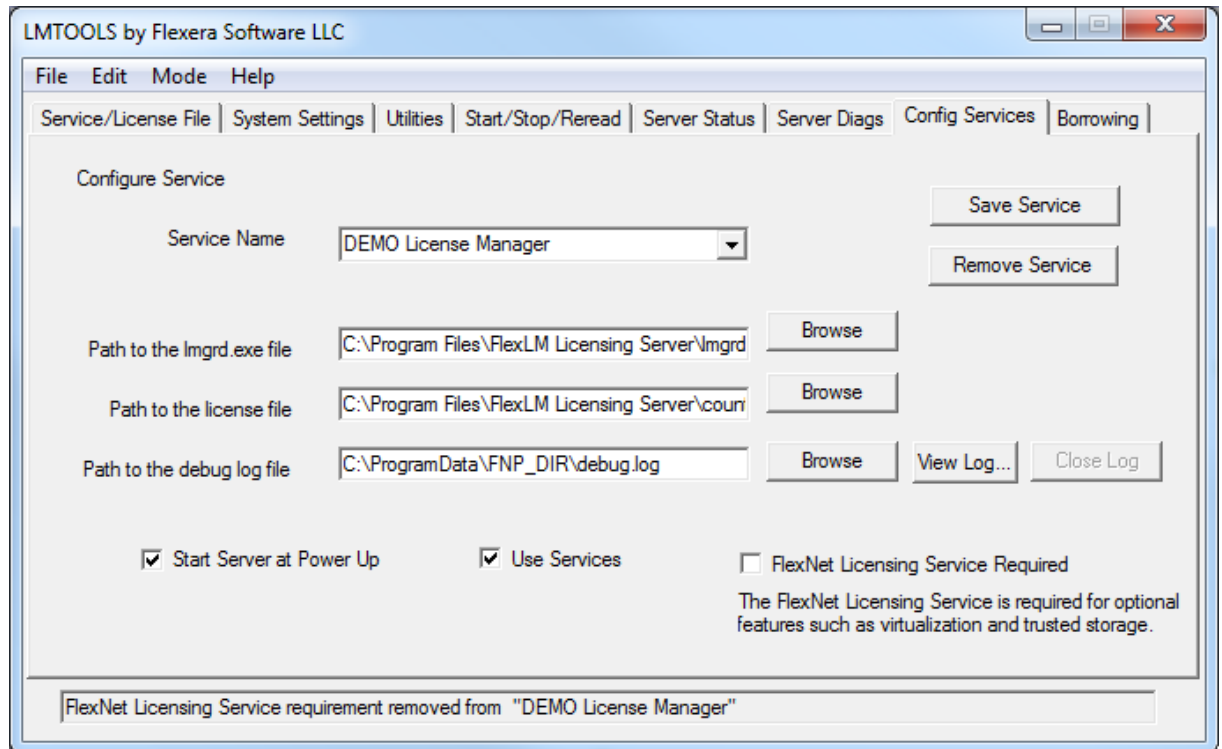 LMTOOLS by Flexera Software LLC
File Edit Mode Help
Service/License File System Settings Utilities Start/Stop/Reread Server Status Server Diags Config Services Borrowing
Configure Service
Save Service
Service Name DEMO License Manager
Remove Service
Path to the lmgrd.exe file C:\Program Files\FlexLM Licensing Server\lmgrd Browse
Path to the license file C:\Program Files\FlexLM Licensing Server\coun Browse
Path to the debug log file C:\ProgramData\FNP_DIR\debug.log Browse View Log... Close Log
Start Server at Power Up Use Services FlexNet Licensing Service Required
The FlexNet Licensing Service is required for optional
features such as virtualization and trusted storage.
FlexNet Licensing Service requirement removed from "DEMO License Manager"